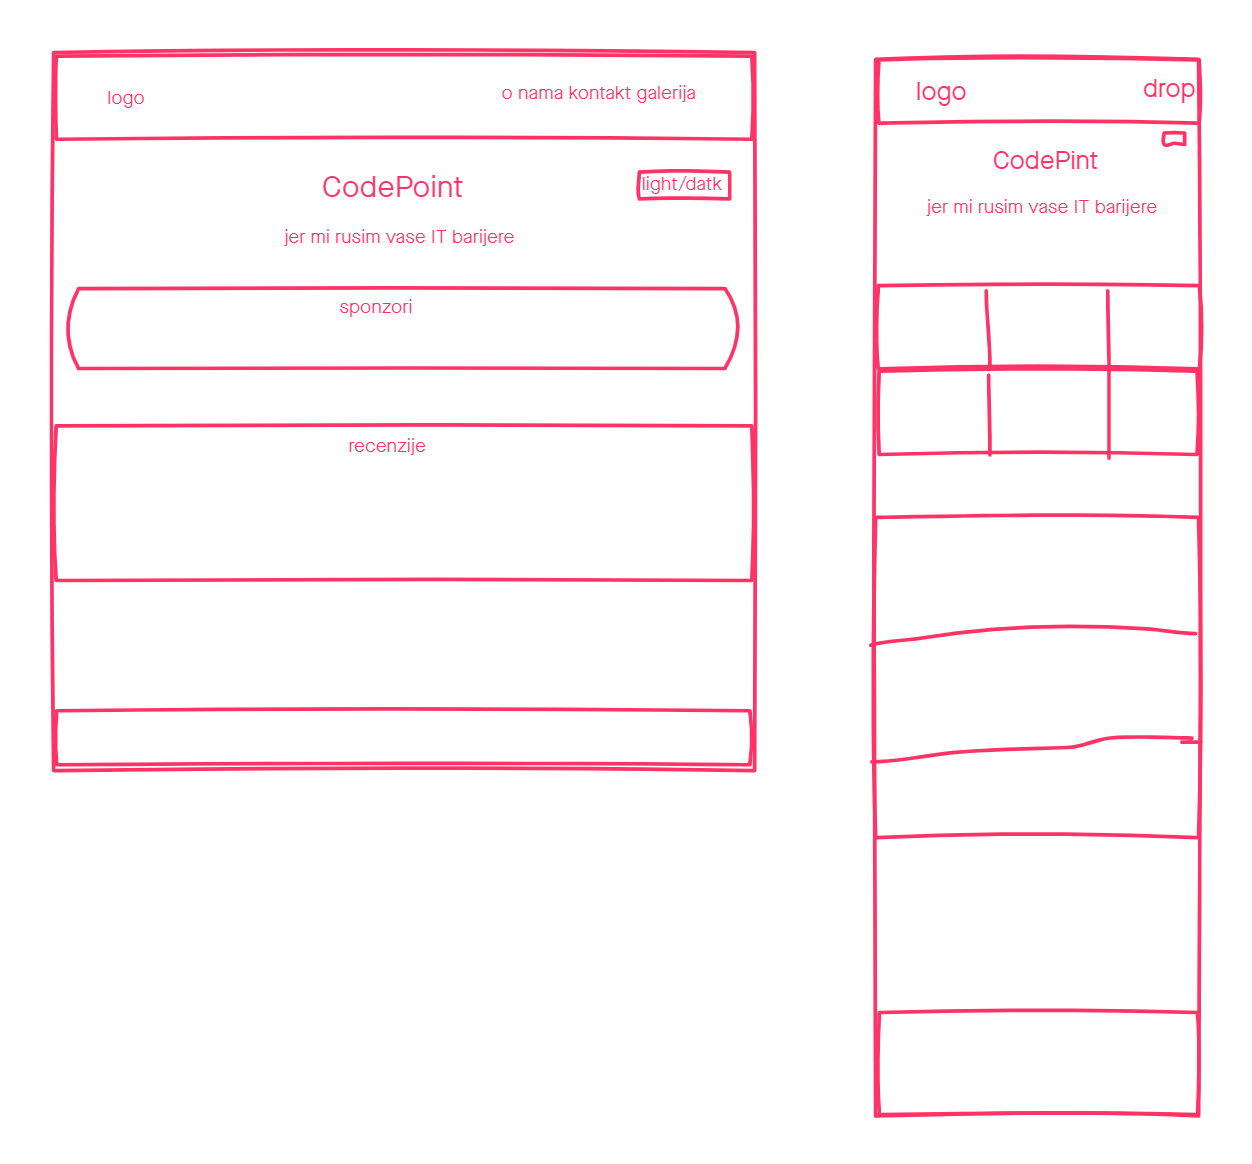 logo
o nama kontakt galerija
CodePoint
light/datk
jer mi rusim vase IT barijere
sponzori
recenzije
logo
drop
CodePint
jer mi rusim vase IT barijere